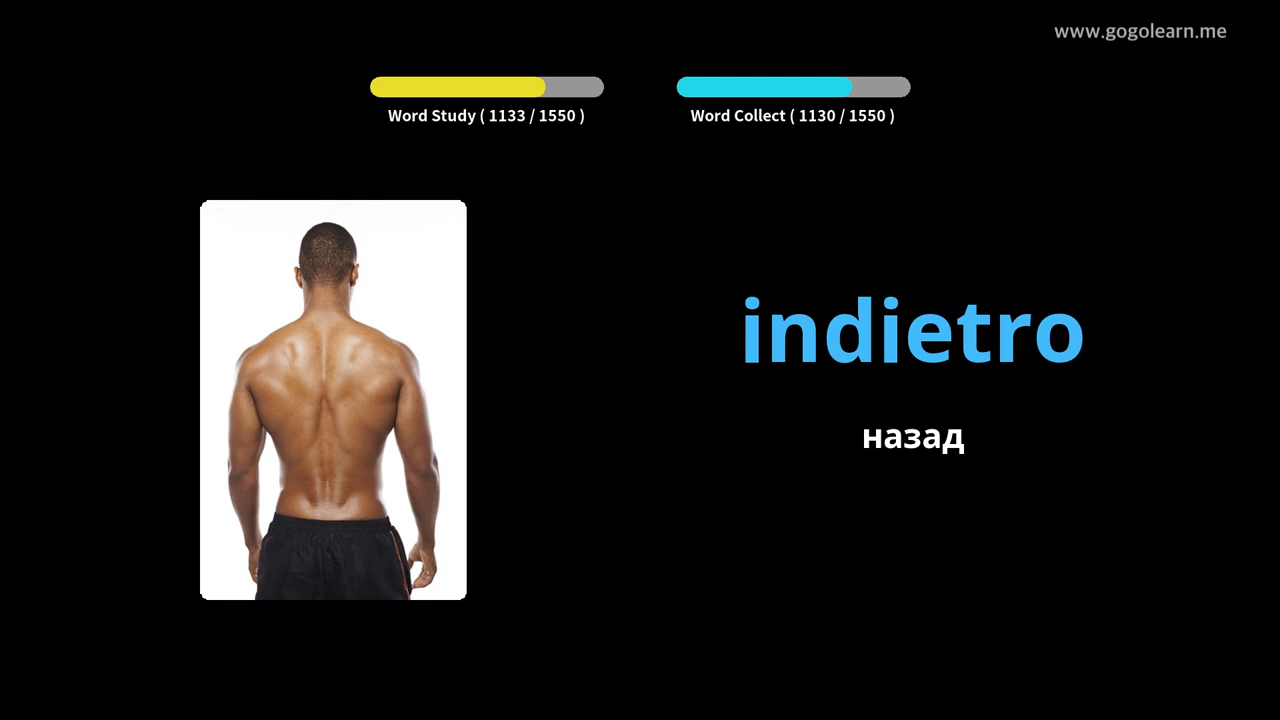 www.gogolearn.me
Word Study ( 1133 / 1550 )
Word Collect ( 1130 / 1550 )
indietro
назад